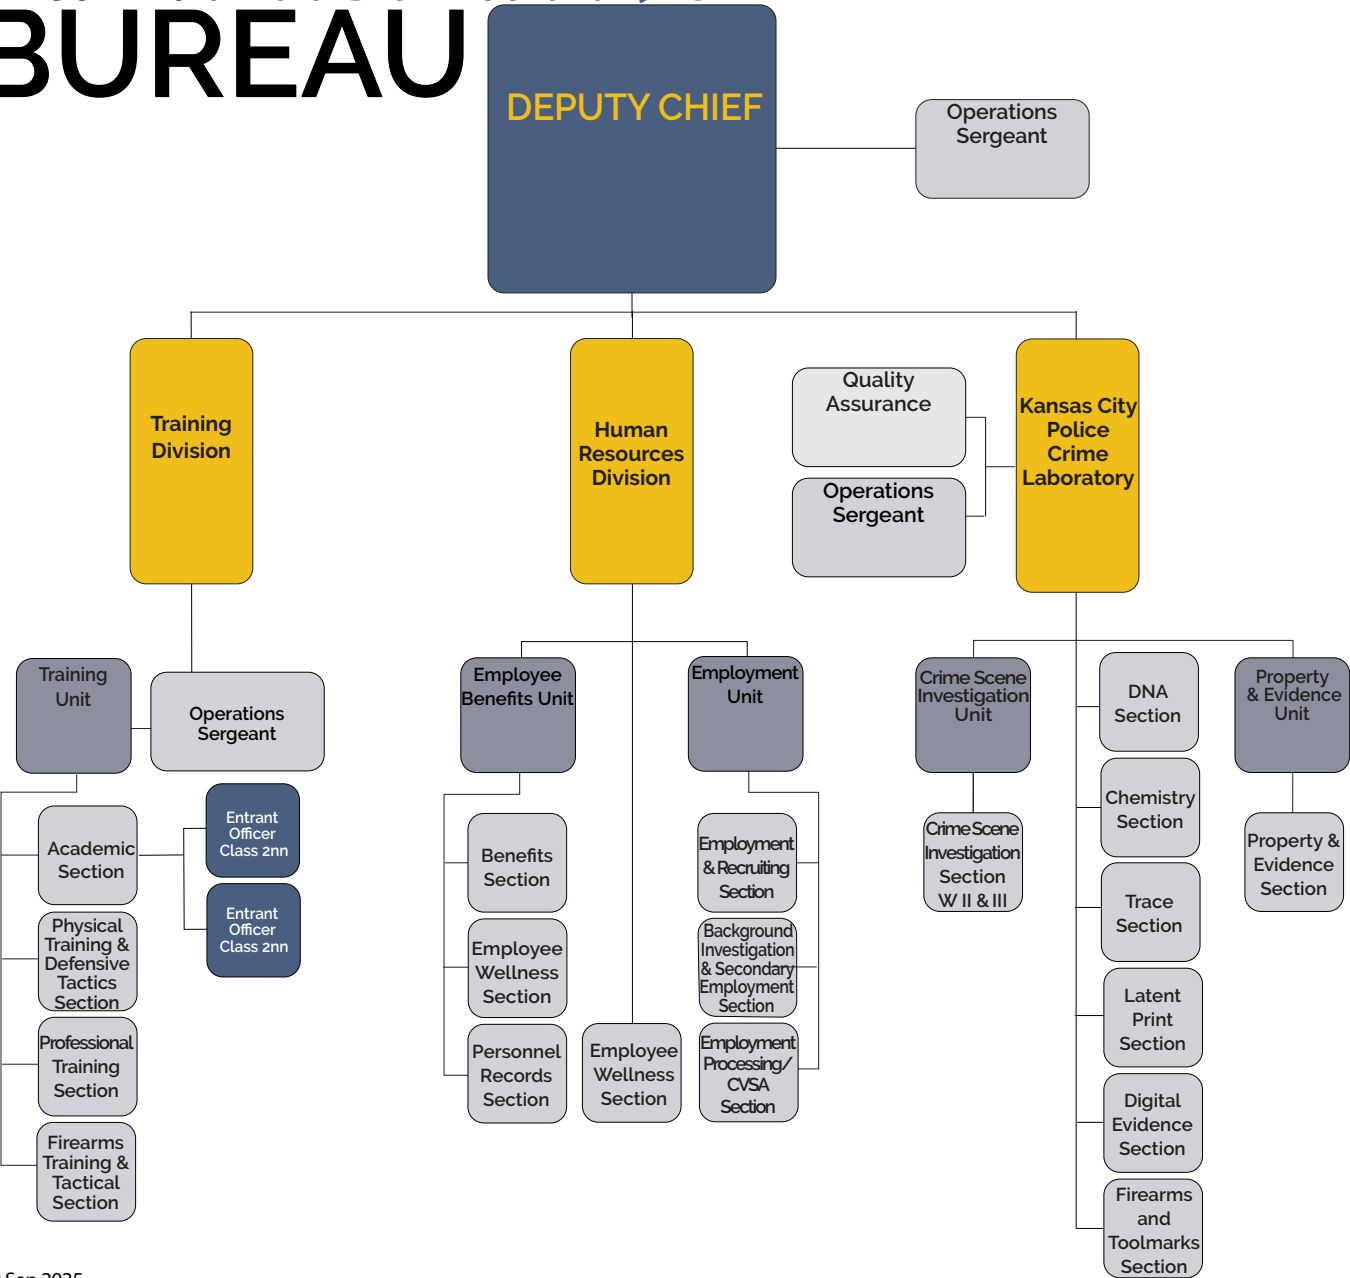 BUREAU
DEPUTY CHIEF
Operations
Sergeant
Training
Division
Human
Resources
Division
Quality
Assurance
Operations
Sergeant
Kansas City
Police
Crime
Laboratory
Training
Unit
Operations
Sergeant
Academic
Section
Entrant
Officer
Class 2nn
Entrant
Officer
Class 2nn
Physical
Training &
Defensive
Tactics
Section
Professional
Training
Section
Firearms
Training &
Tactical
Section
Employee
Benefits Unit
Employment
Unit
Benefits
Section
Employee
Wellness
Section
Personnel
Records
Section
Employee
Wellness
Section
Employment
& Recruiting
Section
Background
Investigation
& Secondary
Employment
Section
Employment
Processing/
CVSA
Section
Crime Scene
Investigation
Unit
Crime Scene
Investigation
Section
W II & III
DNA
Section
Chemistry
Section
Trace
Section
Latent
Print
Section
Digital
Evidence
Section
Firearms
and
Toolmarks
Section
Property
& Evidence
Unit
Property &
Evidence
Section
Sep 2025